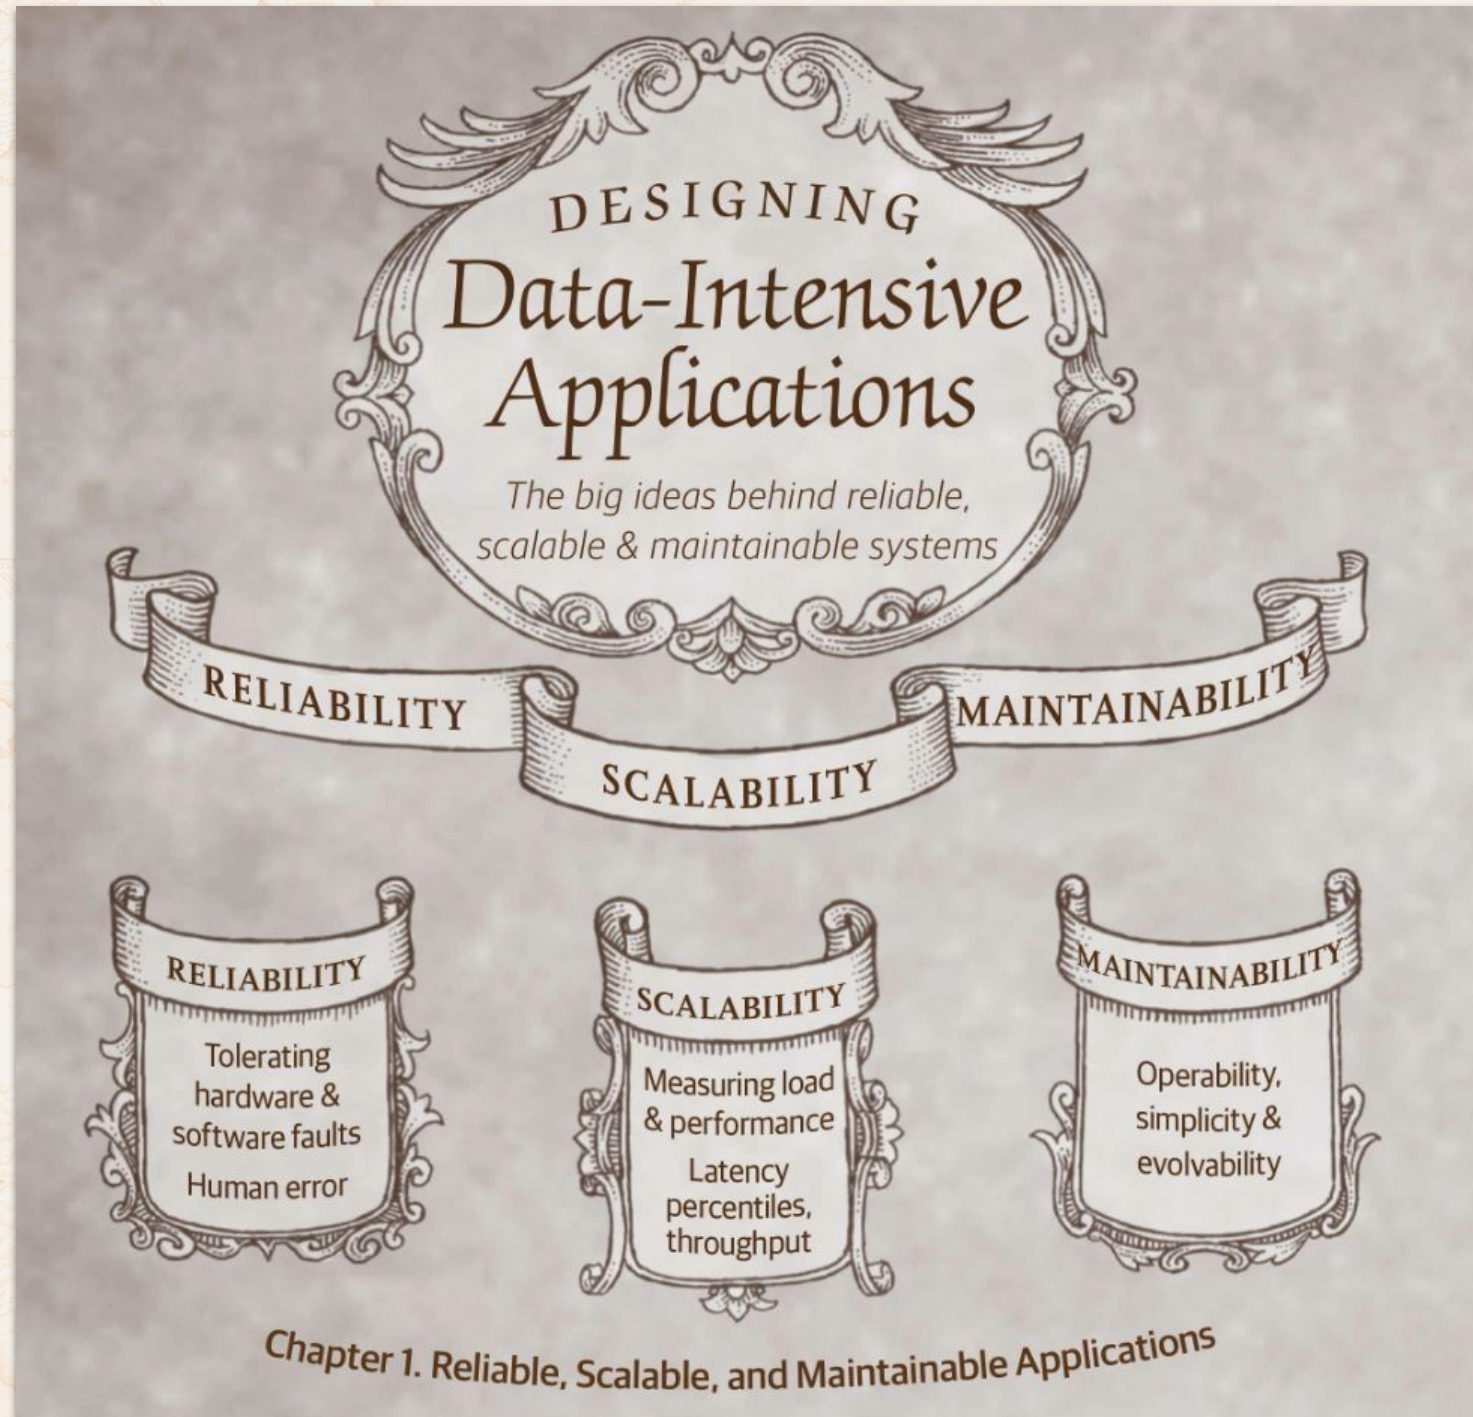 DESIGNING
Data-Intensive
Applications
The big ideas behind reliable,
scalable & maintainable systems
RELIABILITY
SCALABILITY
MAINTAINABILITY
RELIABILITY
Tolerating
hardware &
software faults
Human error
SCALABILITY
Measuring load
& performance
Latency
percentiles,
throughput
MAINTAINABILITY
Operability,
simplicity &
evolvability
Chapter 1. Reliable, Scalable, and Maintainable Applications